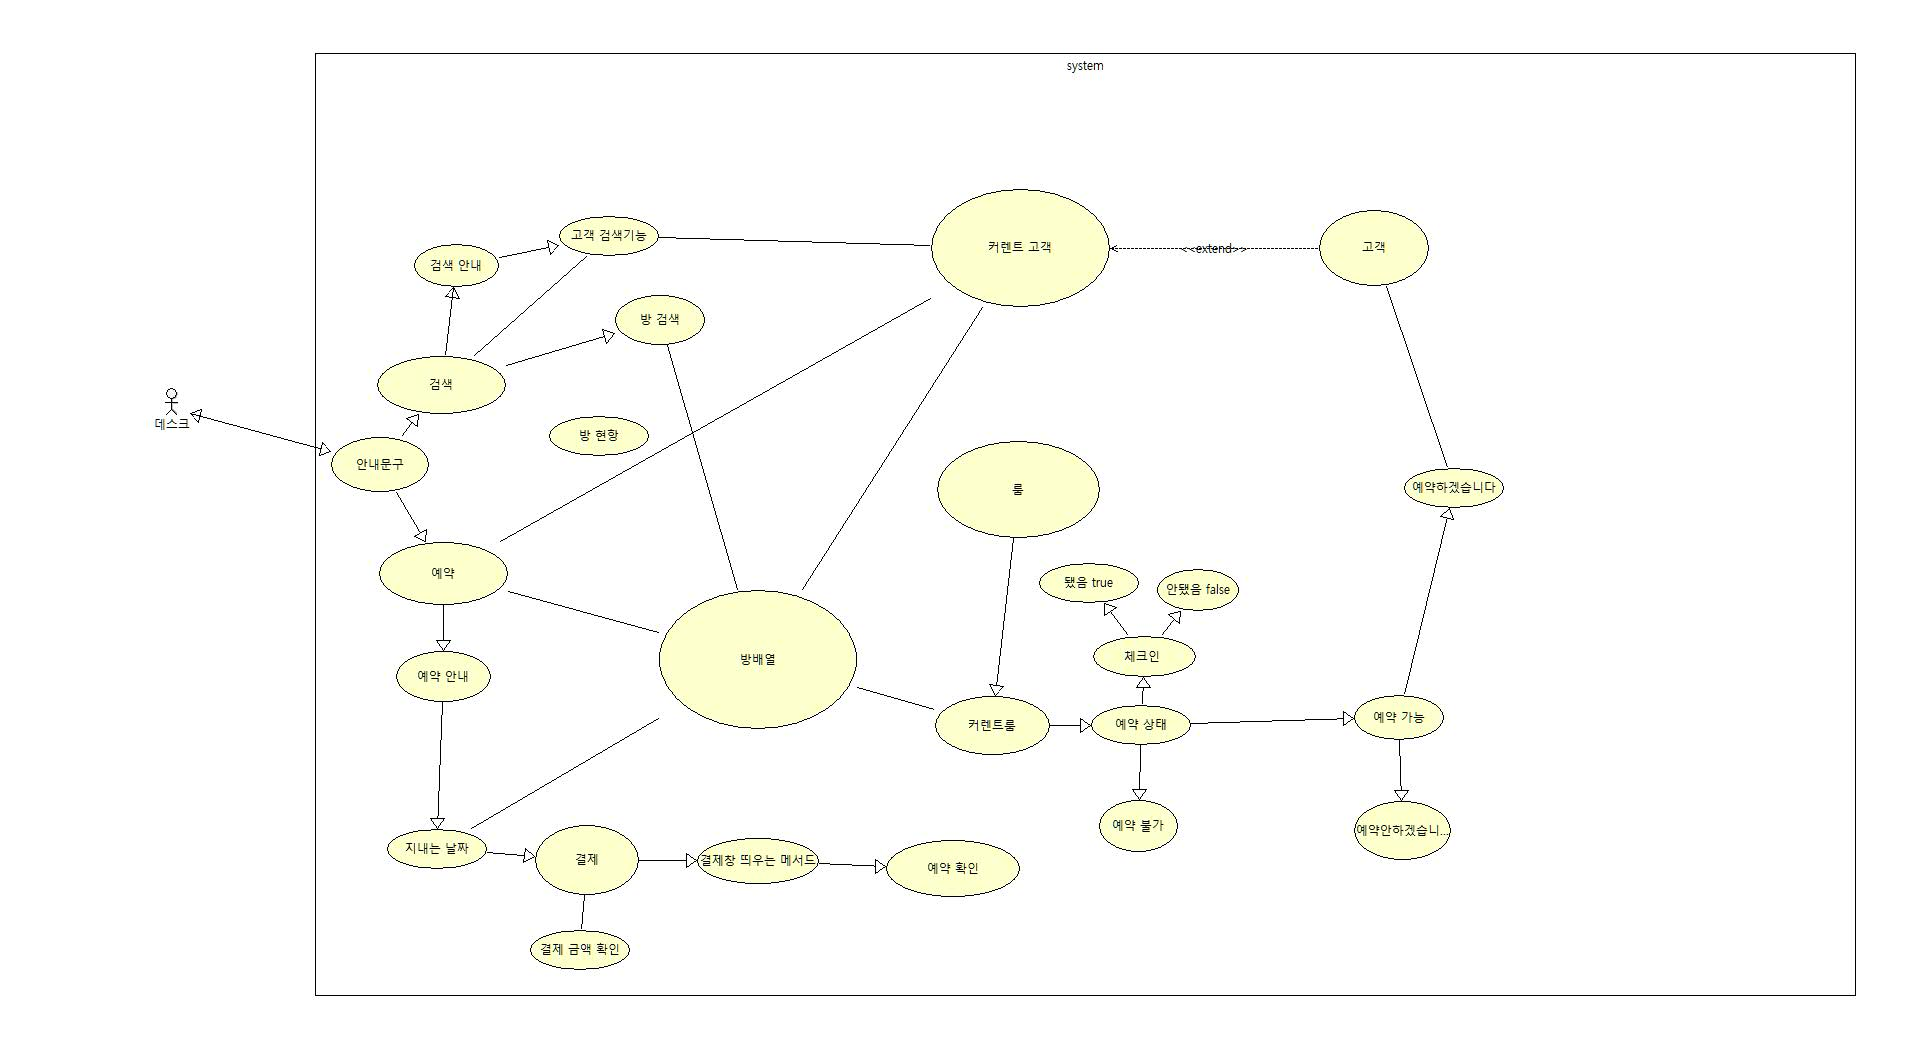 system
고객 검색기능
커렌트 고객
<<extend>>
고객
검색 안내
방 검색
검색
데스크
방 현항
안내문구
룸
예약하겠습니다
예약
됐음 true
안됐음 false
방배열
체크인
예약 안내
커렌트룸
예약 상태
예약 가능
예약 불가
예약안하겠습니...
지내는 날짜
결제
결제창 띄우는 메서드
예약 확인
결제 금액 확인